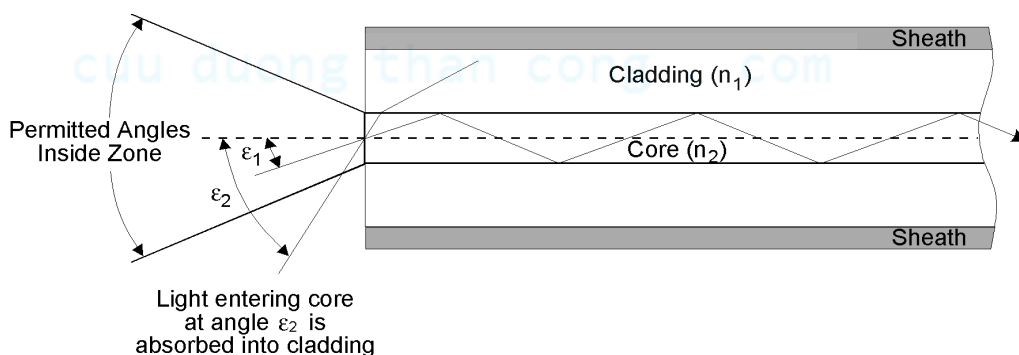 Sheath
cuu duong than cong . com
Cladding (n1)
Permitted Angles
Inside Zone
ε1
Core (n2)
ε2
Sheath
Light entering core
at angle ε2 is
absorbed into cladding